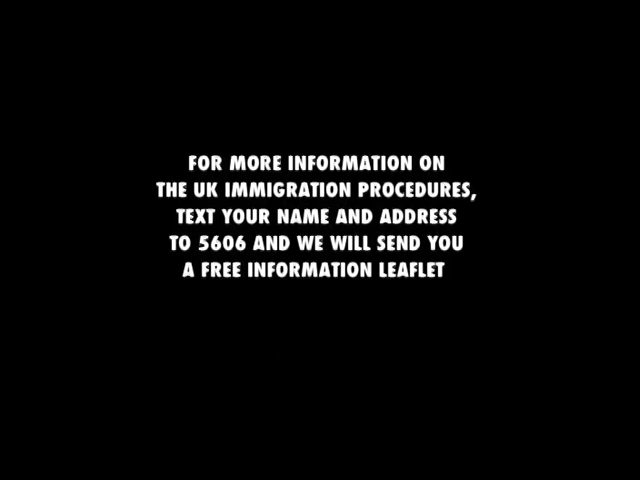 FOR MORE INFORMATION ON
THE UK IMMIGRATION PROCEDURES,
TEXT YOUR NAME AND ADDRESS
TO 5606 AND WE WILL SEND YOU
A FREE INFORMATION LEAFLET